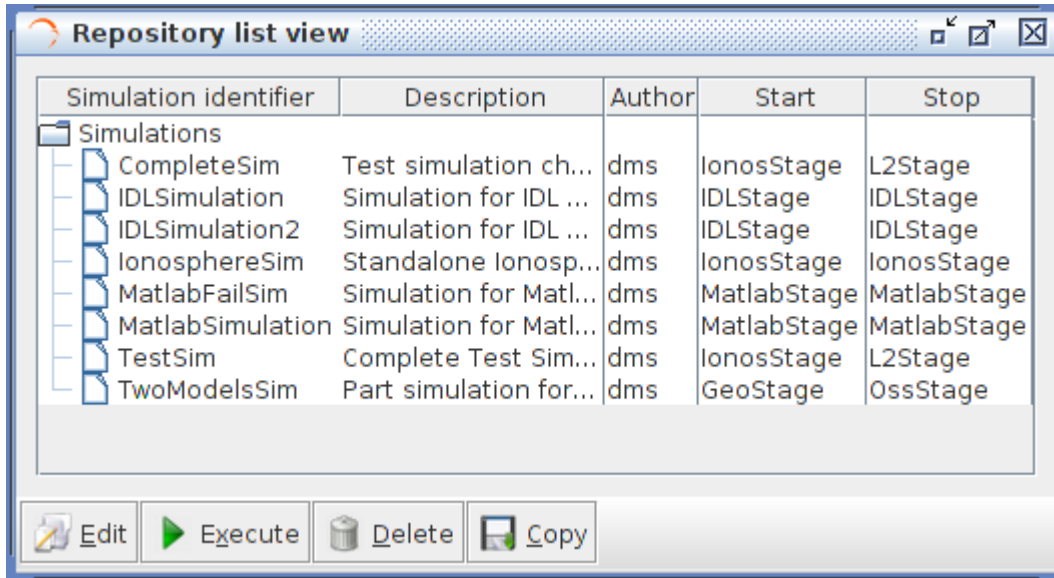 Repository list view
Simulation identifier Description Author Start Stop
Simulations
CompleteSim Test simulation ch... dms IonosStage L2Stage
IDLSimulation Simulation for IDL ... dms IDLStage IDLStage
IDLSimulation2 Simulation for IDL ... dms IDLStage IDLStage
IonosphereSim Standalone Ionosp... dms IonosStage IonosStage
MatlabFailSim Simulation for Matl... dms MatlabStage MatlabStage
MatlabSimulation Simulation for Matl... dms MatlabStage MatlabStage
TestSim Complete Test Sim... dms IonosStage L2Stage
TwoModelsSim Part simulation for... dms GeoStage OssStage
Edit Execute Delete Copy